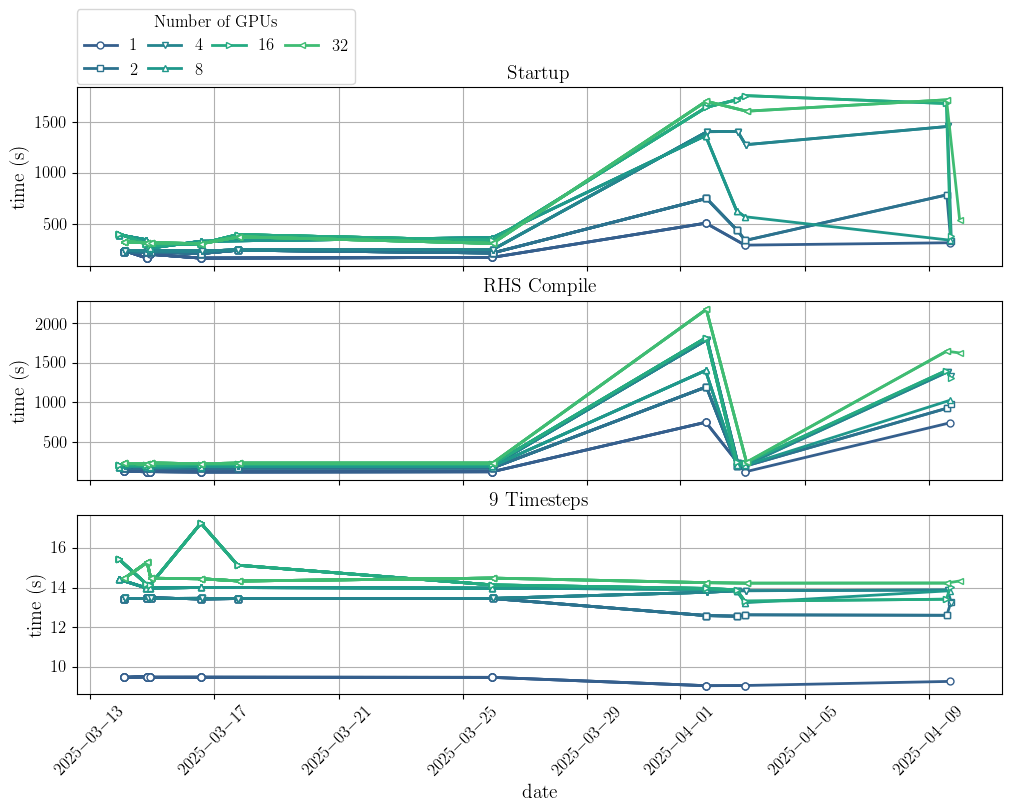 Number of GPUs
1 4 16 32
2 8
Startup
time (s)
1500
1000
500
RHS Compile
time (s)
2000
1500
1000
500
9 Timesteps
time (s)
16
14
12
10
2025−03−13 2025−03−17 2025−03−21 2025−03−25 2025−03−29 2025−04−01 2025−04−05 2025−04−09
date